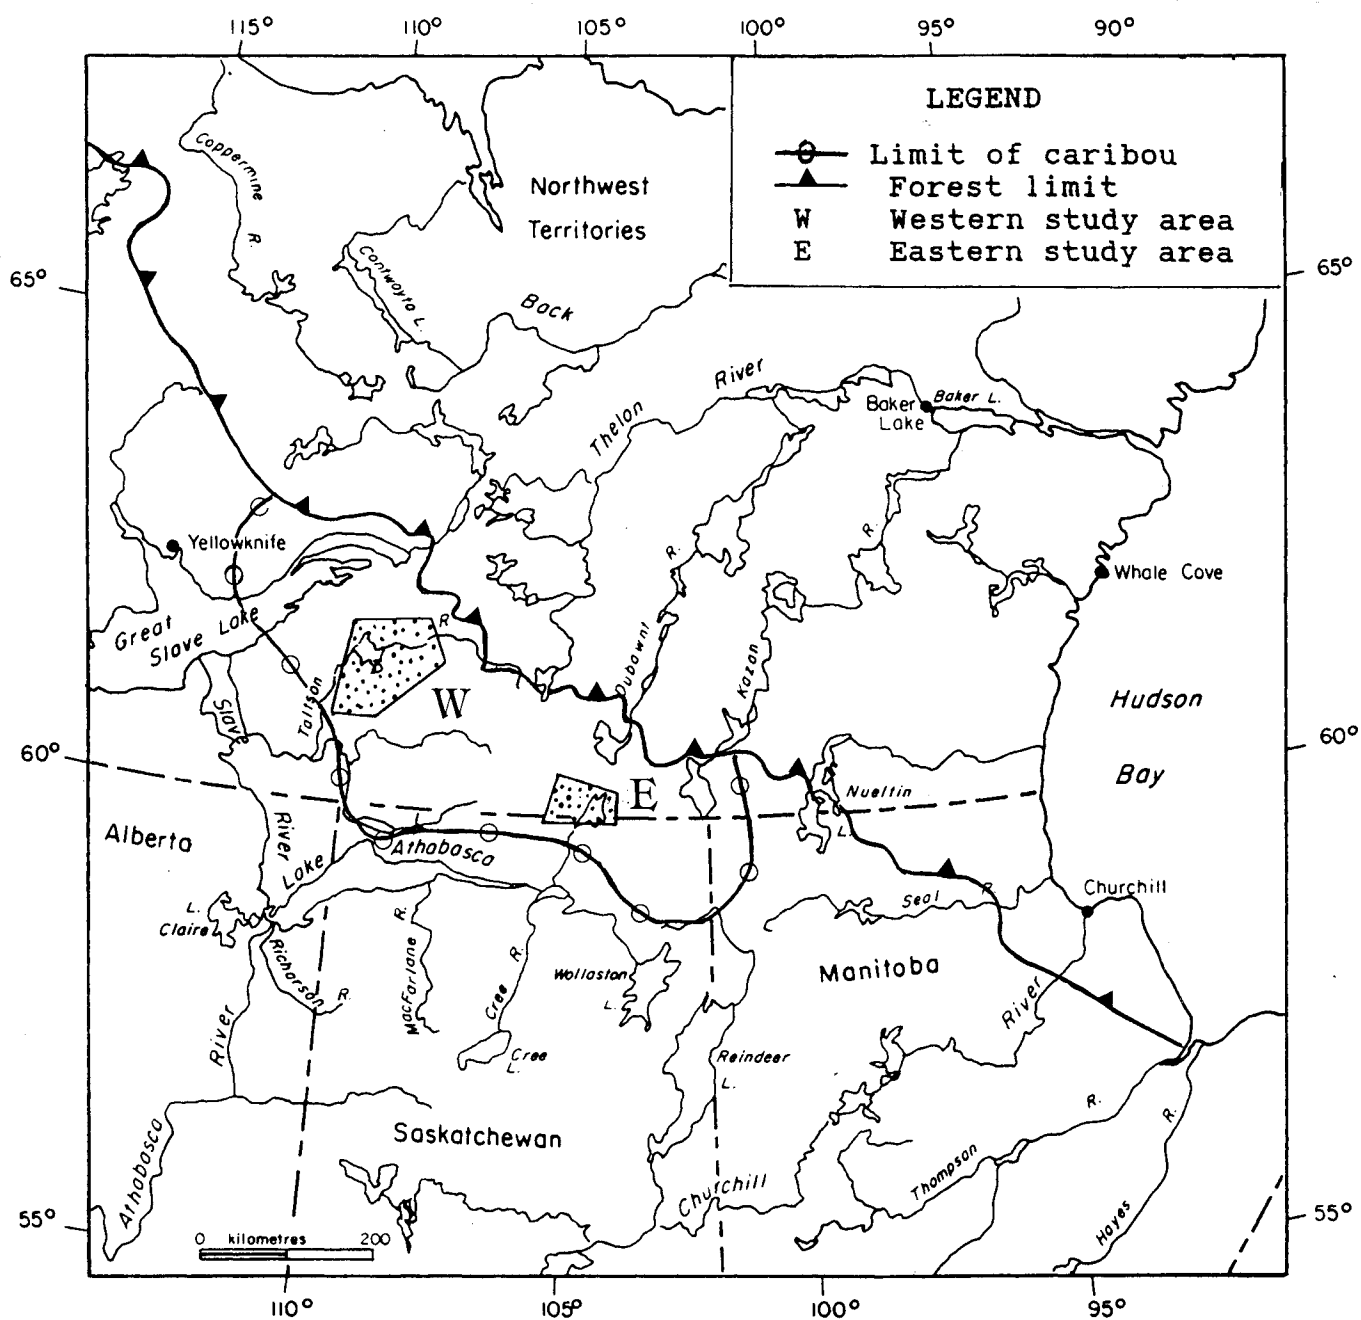 115° 110° 105° 100° 95° 90°
LEGEND
Limit of caribou
Forest limit
W Western study area
E Eastern study area
Coppermine R.
Northwest
Territories
Contwoyto L.
65° 65°
Back
River
Thelon
Baker
Lake
Baker L.
Yellowknife
R.
R.
Whale Cove
Great
Slave Lake
R.
Dubawnt
Kazan
Taltson
W
Slave
Hudson
Bay
60° 60°
E
Nueltin
L.
Alberta
River
Lake Athabasca
Seal R.
Churchill
L.
Claire
R.
MacFarlane
Richarson R.
Cree R.
Wollaston
L.
Manitoba
River
River
Cree
L.
Reindeer
L.
R.
R.
Saskatchewan
Athabasca
Churchill
Thompson
Hayes
55° 55°
0 kilometres 200
110° 105° 100° 95°